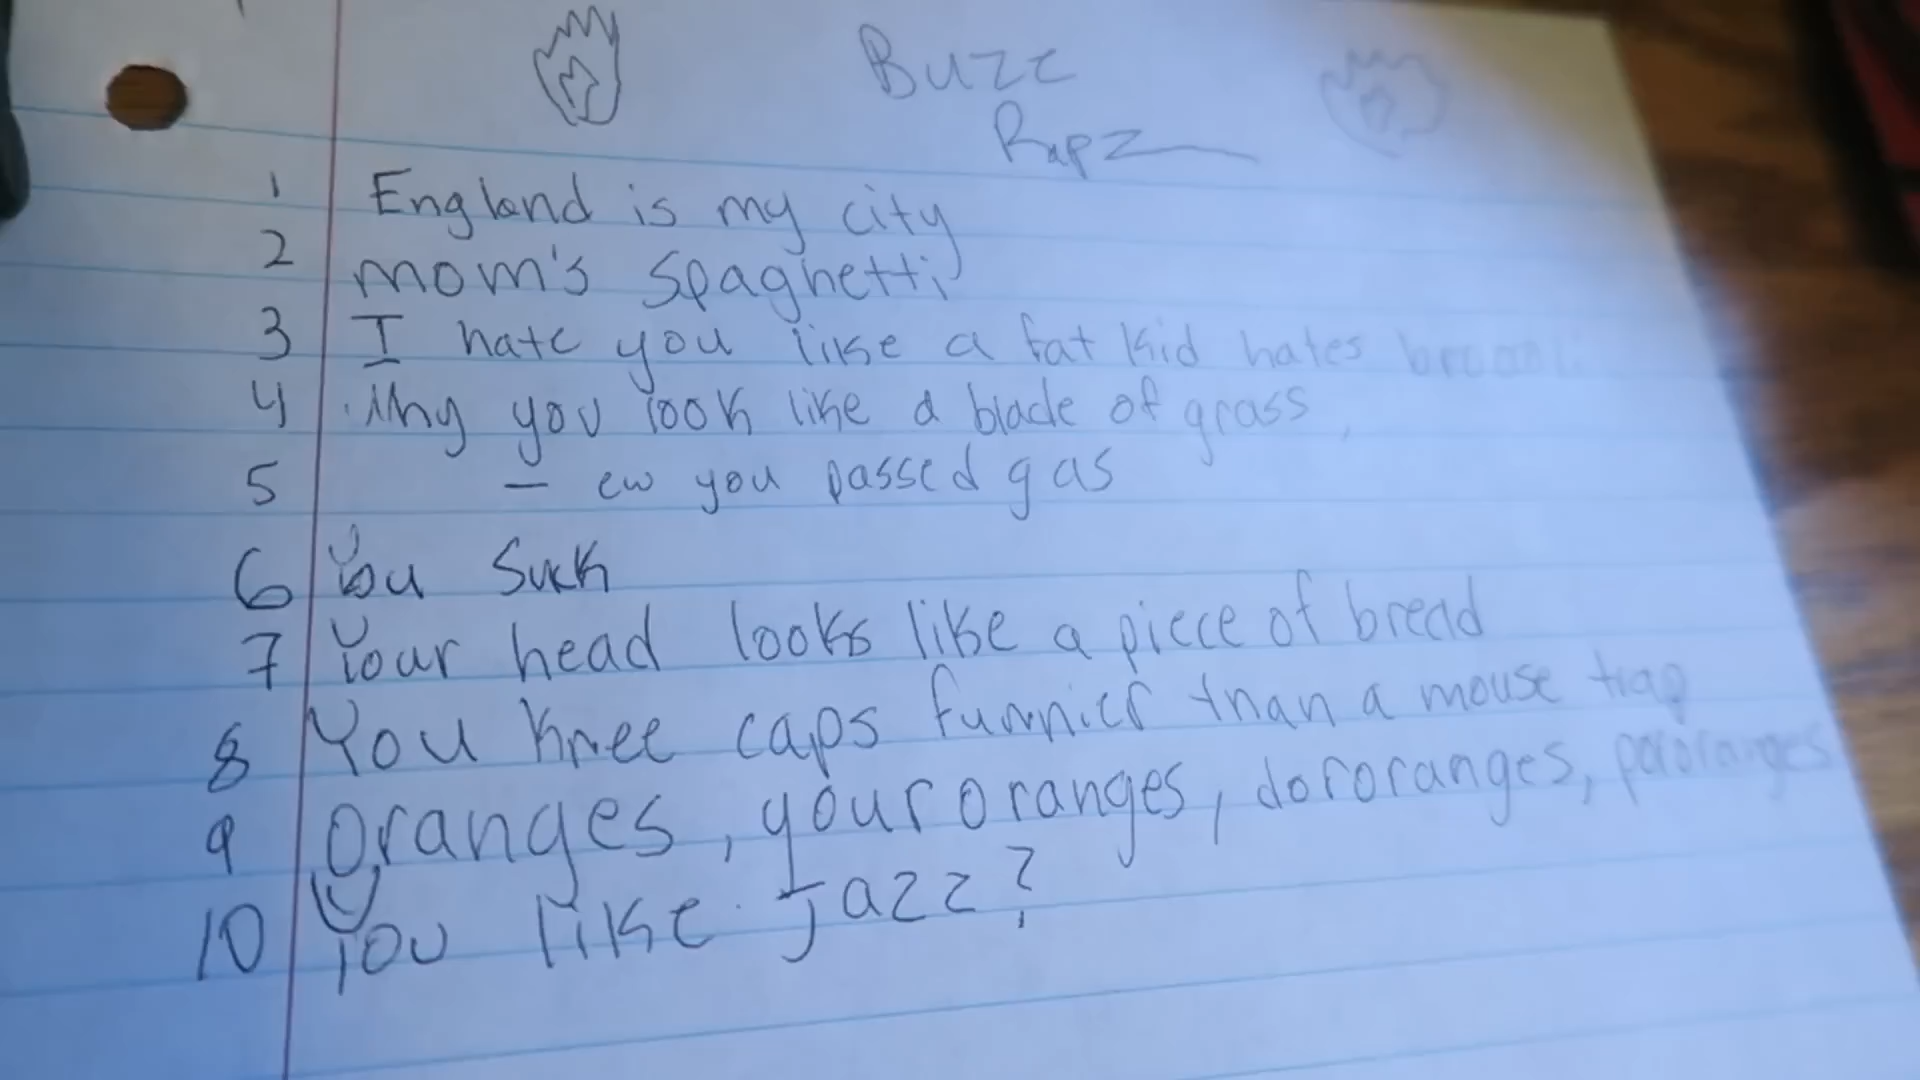 Buzz
Rapz
1 England is my city
2 mom's Spaghetti
3 I hate you like a fat kid hates
4 Why you look like a blade of grass,
5 - ew you passed gas
6 You Suck
7 Your head looks like a piece of bread
8 You knee caps funnier than a mouse trap
9 Oranges, your oranges, dororanges,
10 You like Jazz?